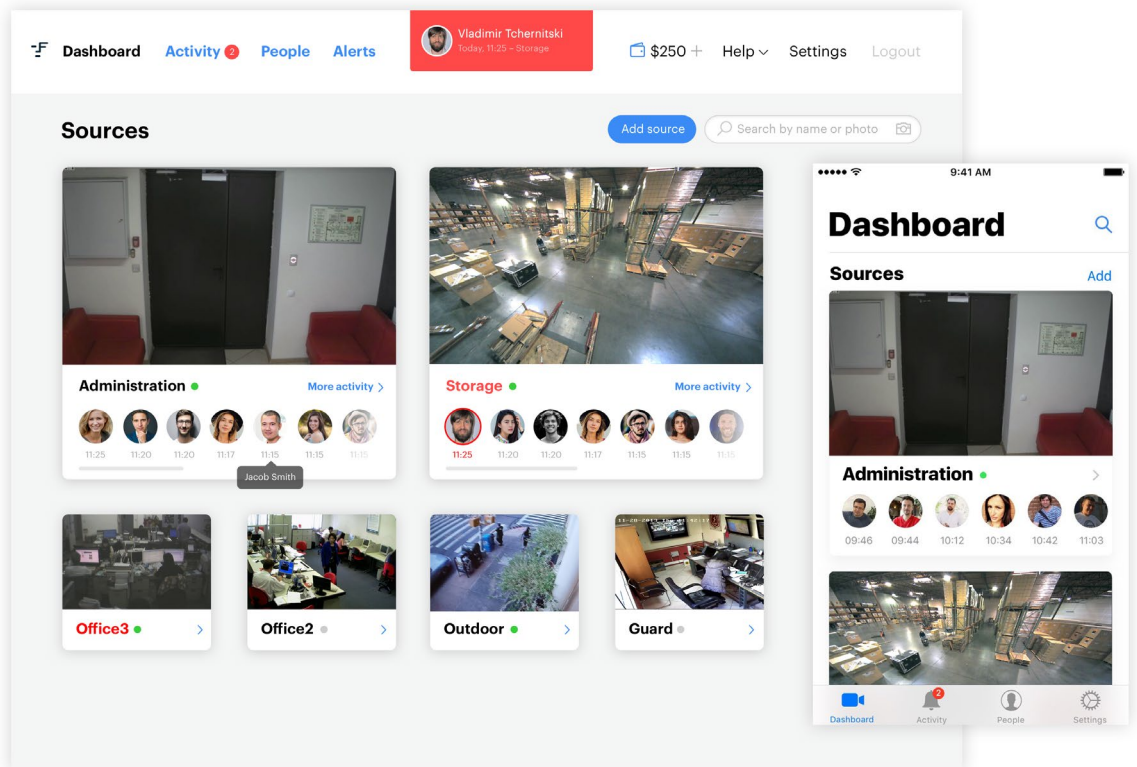 Dashboard
Activity 2
People
Alerts
Vladimir Tchernitski
Today, 11:25 – Storage
$250 +
Help
Settings
Logout
Sources
Add source
Search by name or photo
Administration
More activity
11:25 11:20 11:20 11:17 11:15 11:15 11:15
Jacob Smith
Storage
More activity
11:25 11:20 11:20 11:17 11:15 11:15 11:15
Office3
Office2
Outdoor
Guard
9:41 AM
Dashboard
Sources
Add
Administration
09:46 09:44 10:12 10:34 10:42 11:03
2
Dashboard
Activity
People
Settings